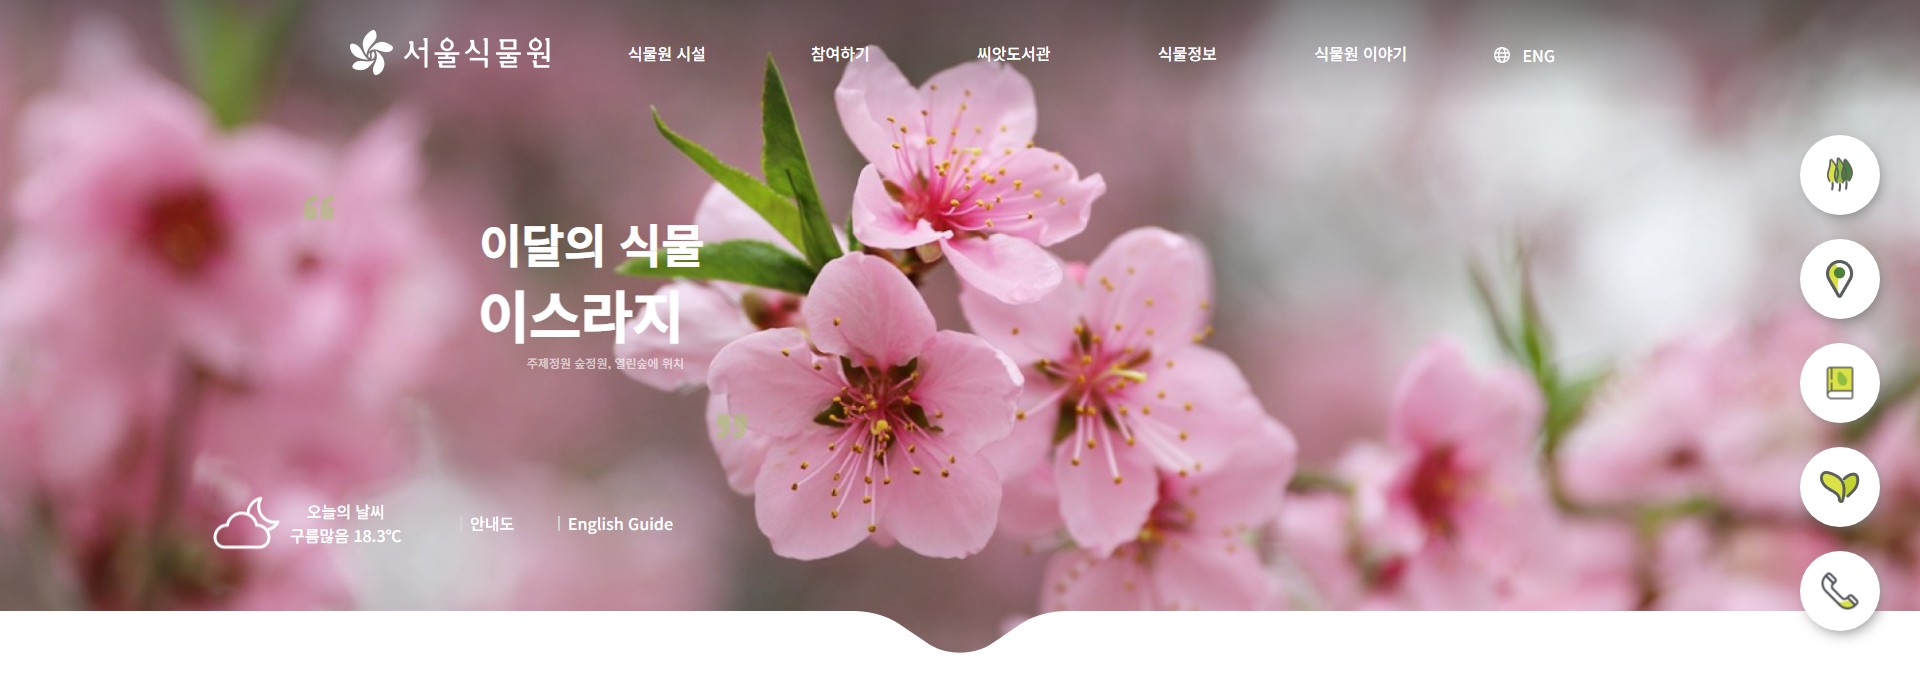 서울식물원
식물원 시설
참여하기
씨앗도서관
식물정보
식물원 이야기
ENG
이달의 식물
이스라지
주제정원 숲정원, 열린숲에 위치
오늘의 날씨
구름많음 18.3℃
안내도
English Guide